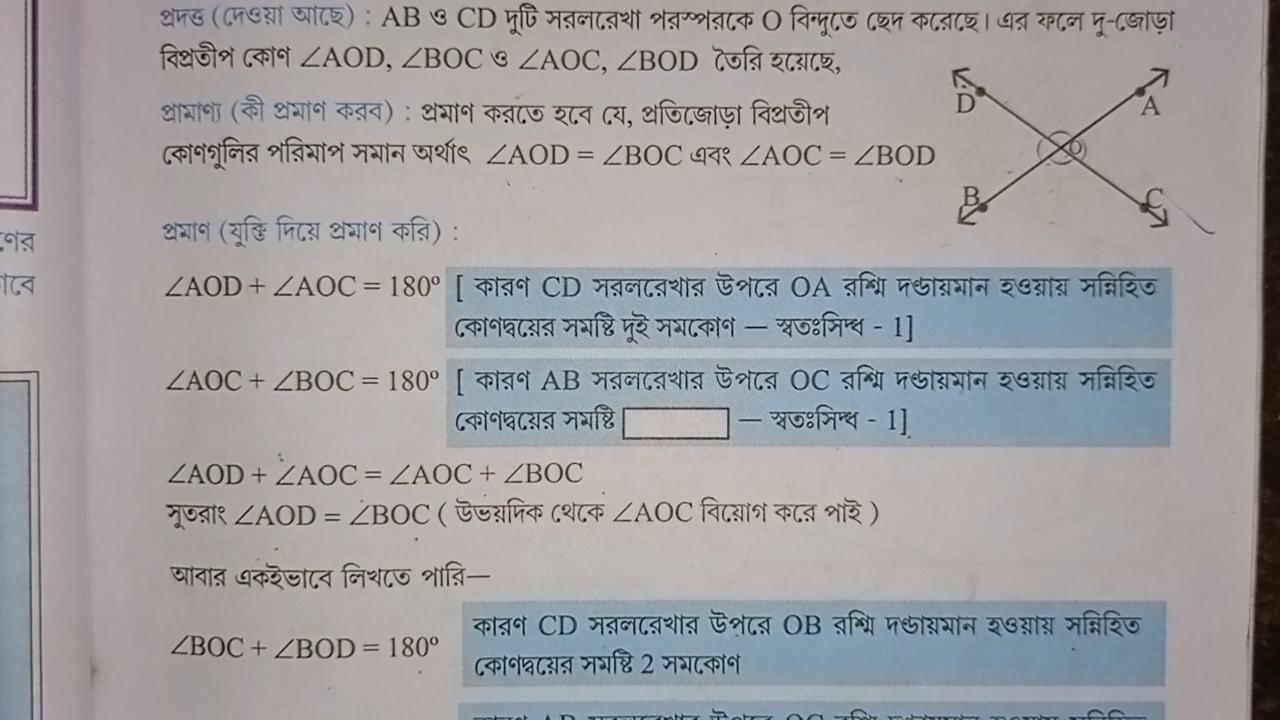 প্রদত্ত (দেওয়া আছে) : AB ও CD দুটি সরলরেখা পরস্পরকে O বিন্দুতে ছেদ করেছে। এর ফলে দু-জোড়া
বিপ্রতীপ কোণ ∠AOD, ∠BOC ও ∠AOC, ∠BOD তৈরি হয়েছে,
প্রামাণ্য (কী প্রমাণ করব) : প্রমাণ করতে হবে যে, প্রতিজোড়া বিপ্রতীপ
কোণগুলির পরিমাপ সমান অর্থাৎ ∠AOD = ∠BOC এবং ∠AOC = ∠BOD
D A
O
B C
প্রমাণ (যুক্তি দিয়ে প্রমাণ করি) :
∠AOD + ∠AOC = 180° [ কারণ CD সরলরেখার উপরে OA রশ্মি দণ্ডায়মান হওয়ায় সন্নিহিত
কোণদ্বয়ের সমষ্টি দুই সমকোণ — স্বতঃসিদ্ধ - 1]
∠AOC + ∠BOC = 180° [ কারণ AB সরলরেখার উপরে OC রশ্মি দণ্ডায়মান হওয়ায় সন্নিহিত
কোণদ্বয়ের সমষ্টি — স্বতঃসিদ্ধ - 1]
∠AOD + ∠AOC = ∠AOC + ∠BOC
সুতরাং ∠AOD = ∠BOC ( উভয়দিক থেকে ∠AOC বিয়োগ করে পাই )
আবার একইভাবে লিখতে পারি—
∠BOC + ∠BOD = 180° কারণ CD সরলরেখার উপরে OB রশ্মি দণ্ডায়মান হওয়ায় সন্নিহিত
কোণদ্বয়ের সমষ্টি 2 সমকোণ